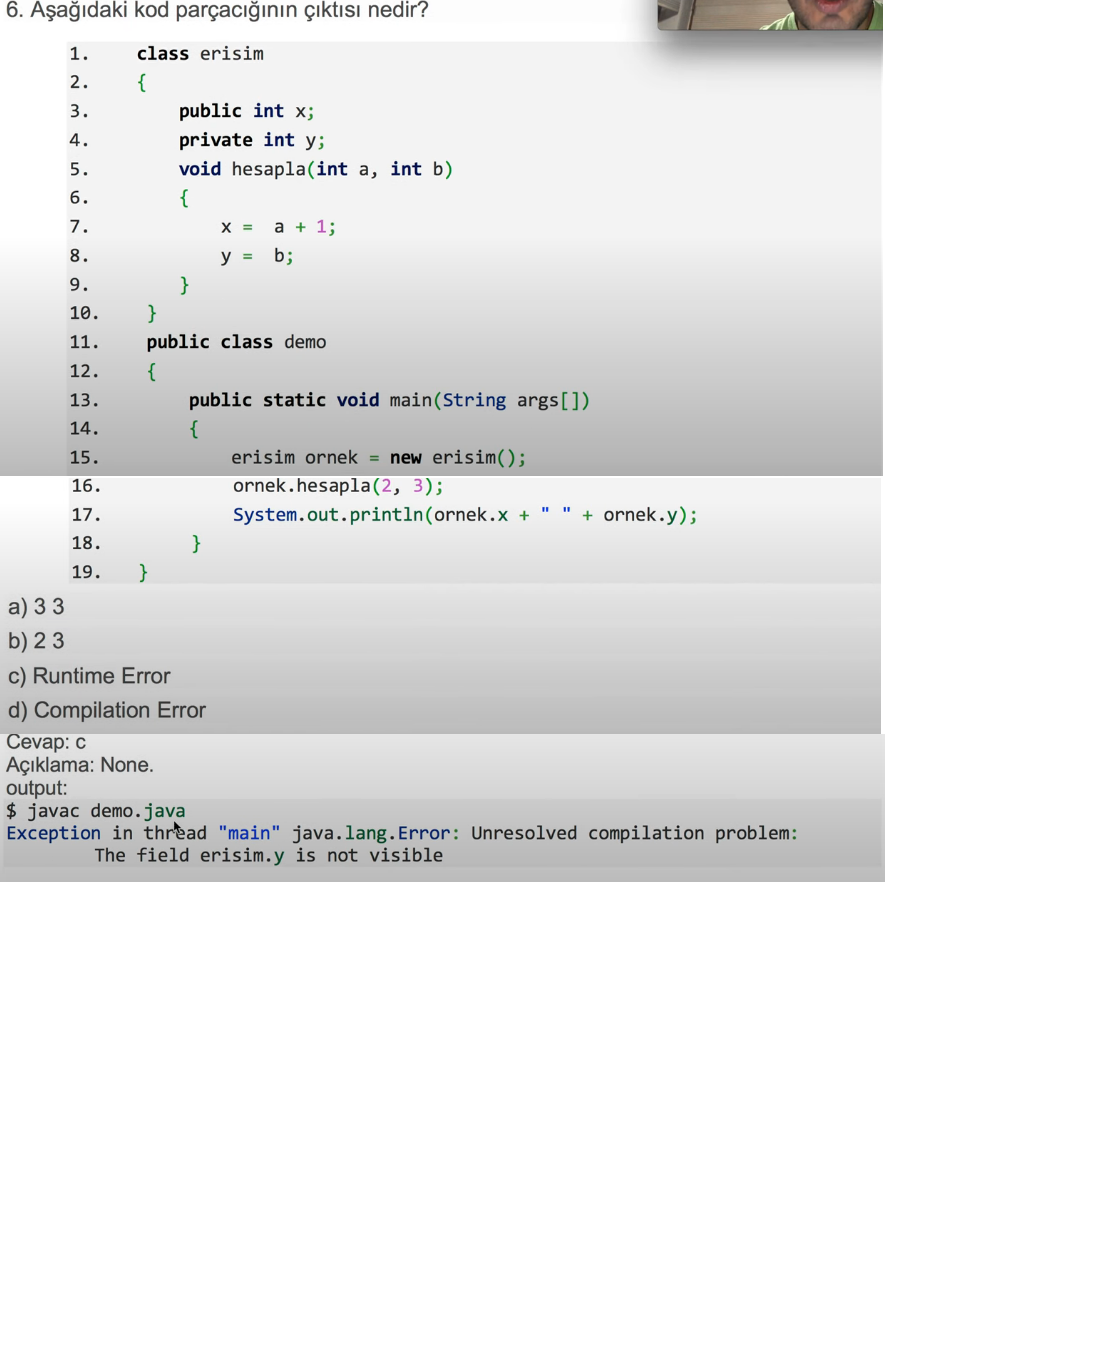 6. Aşağıdaki kod parçacığının çıktısı nedir?
1. class erisim
2. {
3. public int x;
4. private int y;
5. void hesapla(int a, int b)
6. {
7. x = a + 1;
8. y = b;
9. }
10. }
11. public class demo
12. {
13. public static void main(String args[])
14. {
15. erisim ornek = new erisim();
16. ornek.hesapla(2, 3);
17. System.out.println(ornek.x + " " + ornek.y);
18. }
19. }
a) 3 3
b) 2 3
c) Runtime Error
d) Compilation Error
Cevap: c
Açıklama: None.
output:
$ javac demo.java
Exception in thread "main" java.lang.Error: Unresolved compilation problem:
The field erisim.y is not visible